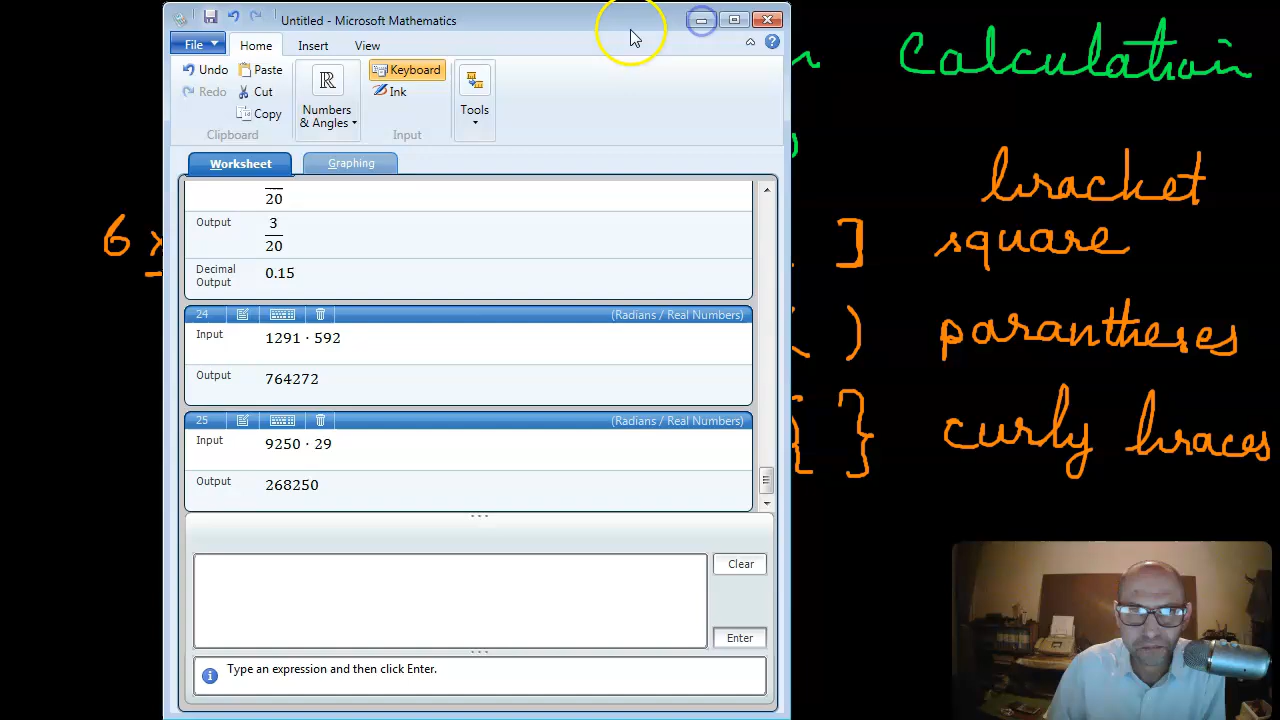 Untitled - Microsoft Mathematics
File Home Insert View
Undo Paste
Redo Cut
Copy
Clipboard
ℝ
Numbers
& Angles
Keyboard
Ink
Input
Tools
Worksheet Graphing
20
Output 3
20
Decimal
Output 0.15
24 (Radians / Real Numbers)
Input 1291 · 592
Output 764272
25 (Radians / Real Numbers)
Input 9250 · 29
Output 268250
Clear
Enter
Type an expression and then click Enter.
Calculation
bracket
6 ] square
( ) parantheses
{ } curly braces